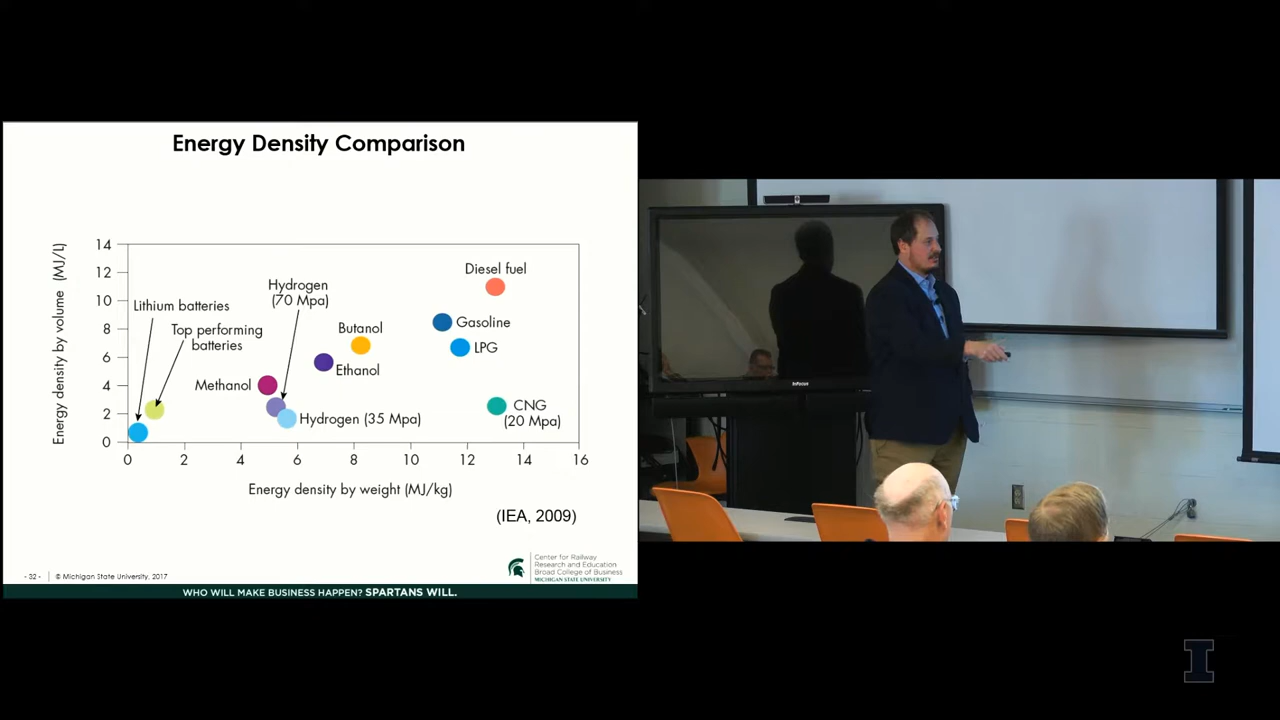 Energy Density Comparison
Energy density by volume (MJ/L)
14
12
10
8
6
4
2
0
0
2
4
6
8
10
12
14
16
Energy density by weight (MJ/kg)
Lithium batteries
Top performing
batteries
Hydrogen
(70 Mpa)
Methanol
Butanol
Ethanol
Hydrogen (35 Mpa)
Diesel fuel
Gasoline
LPG
CNG
(20 Mpa)
(IEA, 2009)
- 32 -
© Michigan State University, 2017
Center for Railway
Research and Education
Broad College of Business
MICHIGAN STATE UNIVERSITY
WHO WILL MAKE BUSINESS HAPPEN? SPARTANS WILL.
InFocus
I